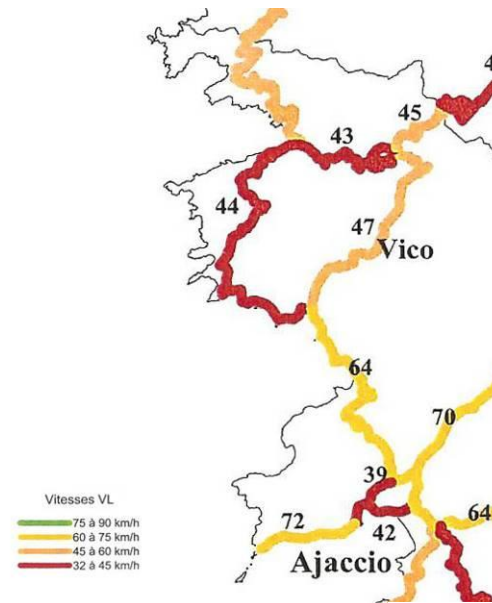 4
45
43
44
47
Vico
64
70
39
64
72
42
Ajaccio
Vitesses VL
75 à 90 km/h
60 à 75 km/h
45 à 60 km/h
32 à 45 km/h